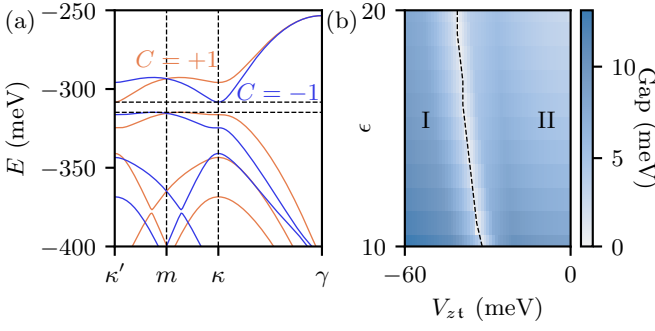 (a)
−250
−300
−350
−400
E (meV)
C = +1
C = −1
κ′
m
κ
γ
(b)
20
10
ϵ
I
II
−60
0
V_{z𝔱} (meV)
10
5
0
Gap (meV)